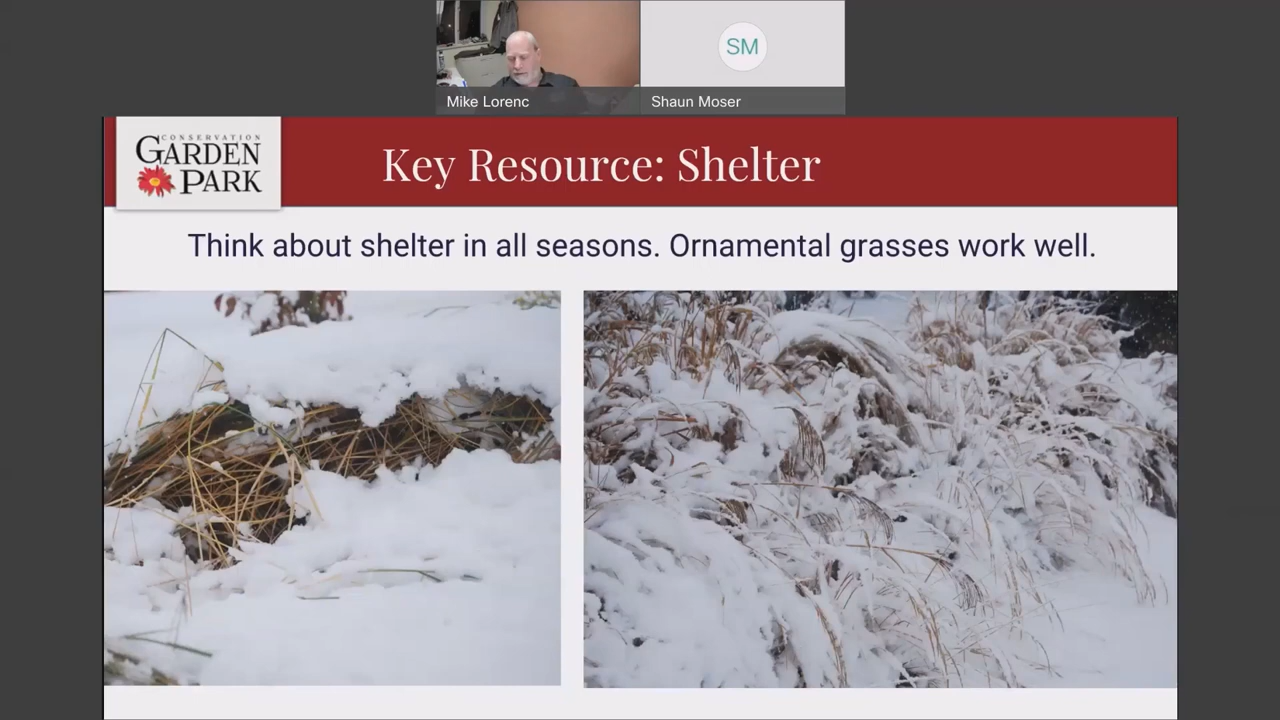 SM
Mike Lorenc
Shaun Moser
CONSERVATION
GARDEN
PARK
Key Resource: Shelter
Think about shelter in all seasons. Ornamental grasses work well.